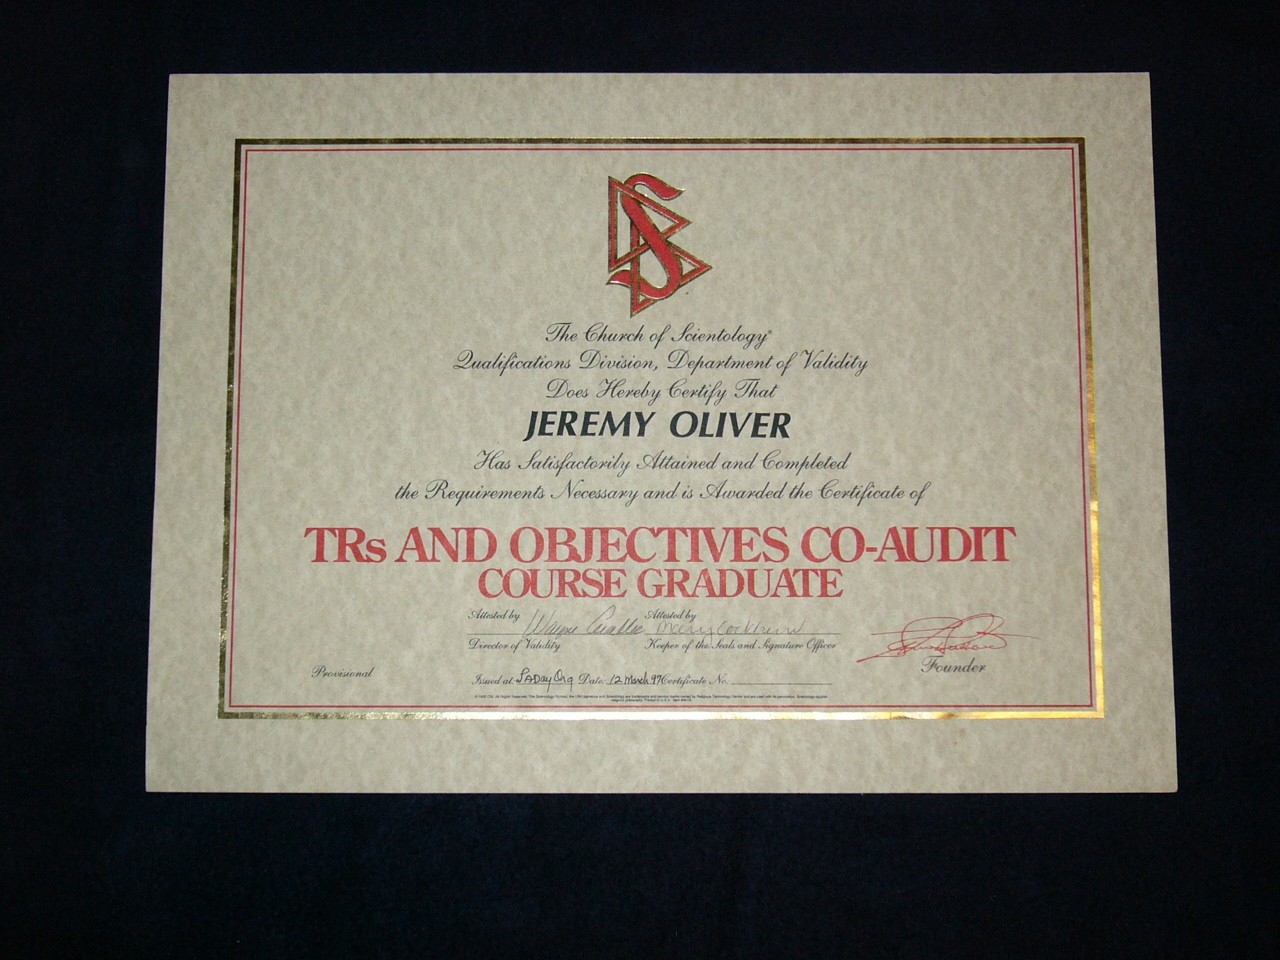 The Church of Scientology®
Qualifications Division, Department of Validity
Does Hereby Certify That
JEREMY OLIVER
Has Satisfactorily Attained and Completed
the Requirements Necessary and is Awarded the Certificate of
TRs AND OBJECTIVES CO-AUDIT
COURSE GRADUATE
Attested by Wayne Attested by
Director of Validity Keeper of the Seals and Signature Officer
Founder
Provisional
Issued at LA Day Org Date 12 March 97 Certificate No.